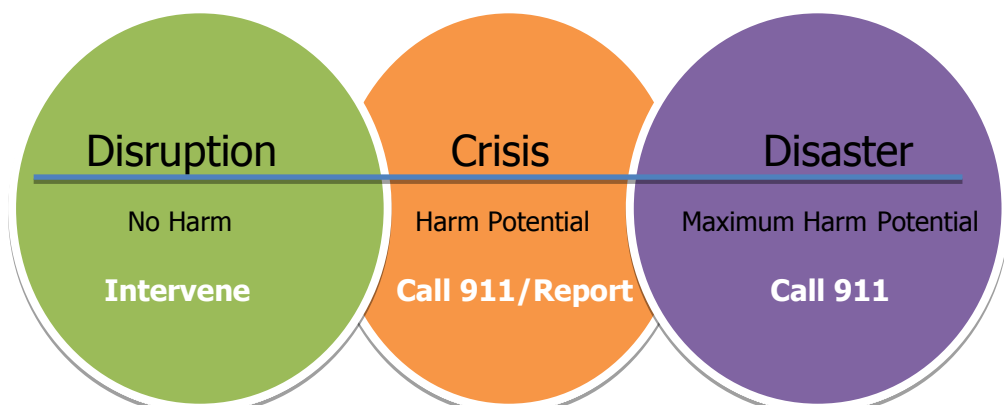 Disruption
No Harm
Intervene
Crisis
Harm Potential
Call 911/Report
Disaster
Maximum Harm Potential
Call 911